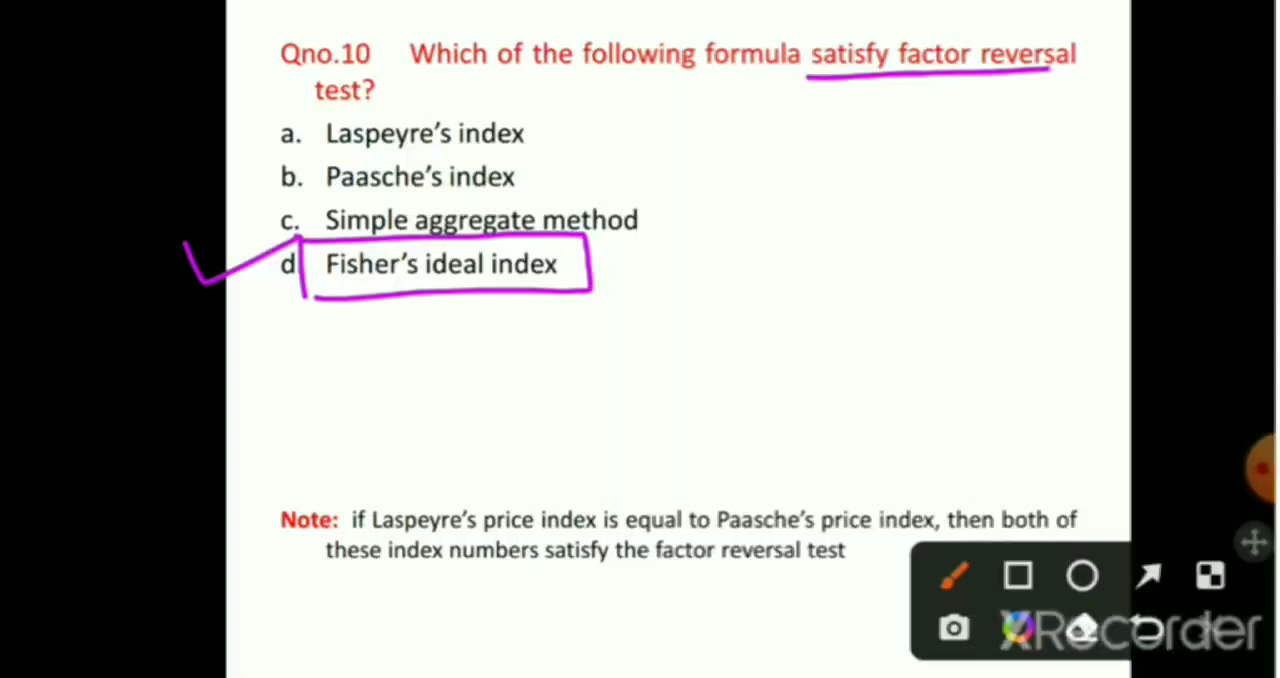 Qno.10 Which of the following formula satisfy factor reversal
test?
a. Laspeyre's index
b. Paasche's index
c. Simple aggregate method
d Fisher's ideal index
Note: if Laspeyre's price index is equal to Paasche's price index, then both of
these index numbers satisfy the factor reversal test
XRecorder